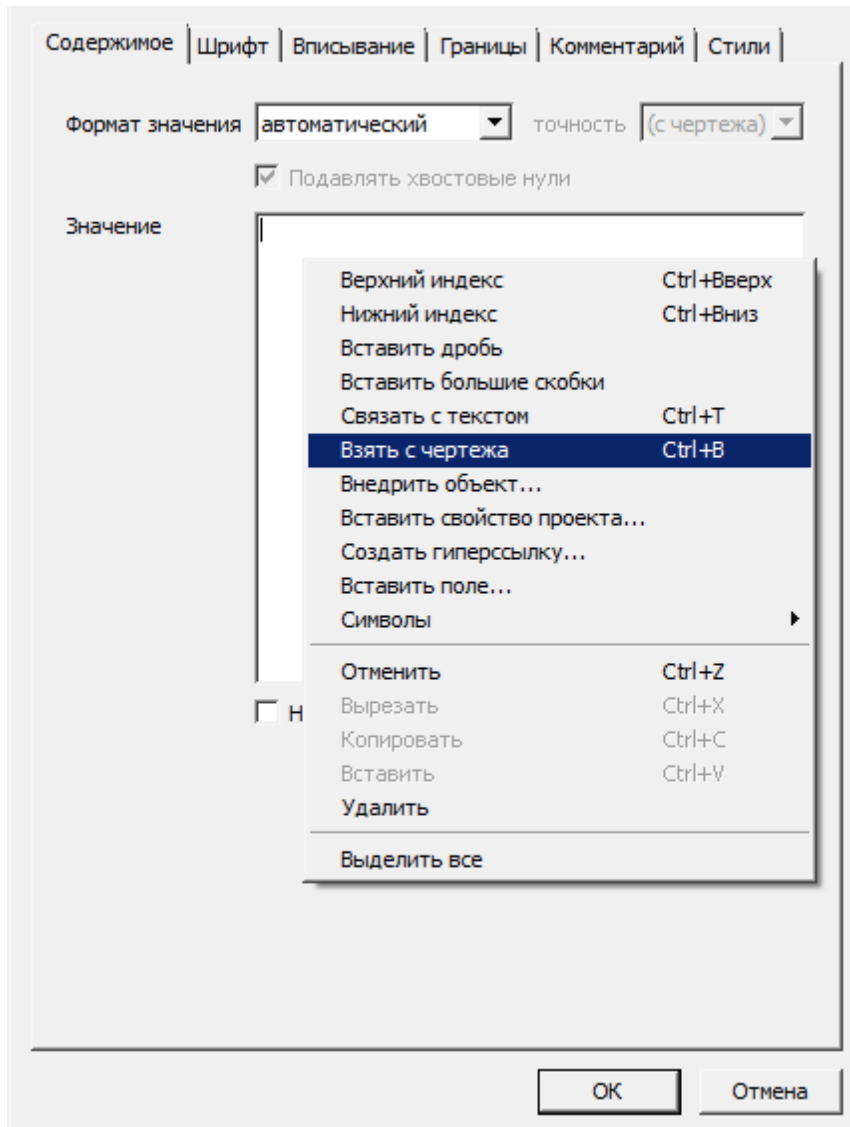 Содержимое Шрифт Вписывание Границы Комментарий Стили
Формат значения автоматический точность (с чертежа)
Подавлять хвостовые нули
Значение
Верхний индекс Ctrl+Вверх
Нижний индекс Ctrl+Вниз
Вставить дробь
Вставить большие скобки
Связать с текстом Ctrl+T
Взять с чертежа Ctrl+B
Внедрить объект...
Вставить свойство проекта...
Создать гиперссылку...
Вставить поле...
Символы
Отменить Ctrl+Z
Н Вырезать Ctrl+X
Копировать Ctrl+C
Вставить Ctrl+V
Удалить
Выделить все
OK Отмена